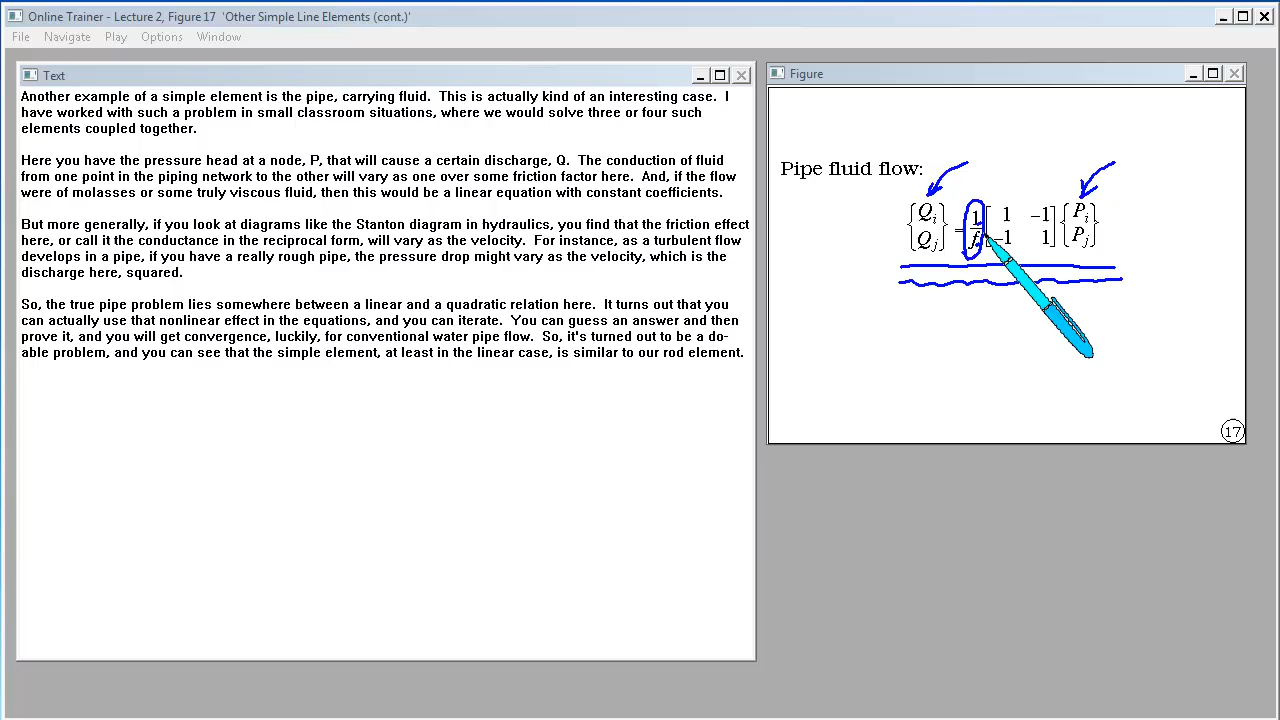 Online Trainer - Lecture 2, Figure 17 'Other Simple Line Elements (cont.)'
File Navigate Play Options Window
Text
Another example of a simple element is the pipe, carrying fluid. This is actually kind of an interesting case. I
have worked with such a problem in small classroom situations, where we would solve three or four such
elements coupled together.
Here you have the pressure head at a node, P, that will cause a certain discharge, Q. The conduction of fluid
from one point in the piping network to the other will vary as one over some friction factor here. And, if the flow
were of molasses or some truly viscous fluid, then this would be a linear equation with constant coefficients.
But more generally, if you look at diagrams like the Stanton diagram in hydraulics, you find that the friction effect
here, or call it the conductance in the reciprocal form, will vary as the velocity. For instance, as a turbulent flow
develops in a pipe, if you have a really rough pipe, the pressure drop might vary as the velocity, which is the
discharge here, squared.
So, the true pipe problem lies somewhere between a linear and a quadratic relation here. It turns out that you
can actually use that nonlinear effect in the equations, and you can iterate. You can guess an answer and then
prove it, and you will get convergence, luckily, for conventional water pipe flow. So, it's turned out to be a do-
able problem, and you can see that the simple element, at least in the linear case, is similar to our rod element.
Figure
Pipe fluid flow:
{Qi Qj} = 1/f [1 −1 −1 1] {Pi Pj}
17